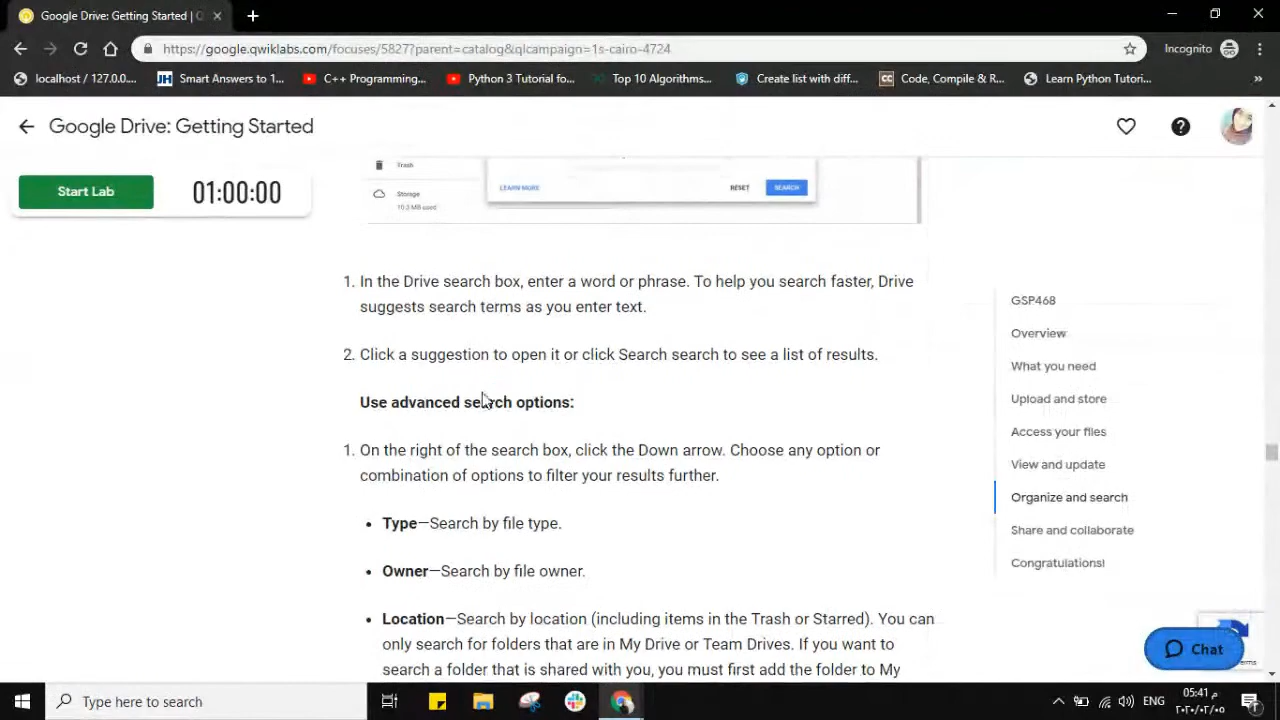 Google Drive: Getting Started | G
https://google.qwiklabs.com/focuses/5827?parent=catalog&qlcampaign=1s-cairo-4724
Incognito
localhost / 127.0.0....
JH Smart Answers to 1...
C++ Programming...
Python 3 Tutorial fo...
Top 10 Algorithms...
Create list with diff...
CC Code, Compile & R...
Learn Python Tutori...
»
Google Drive: Getting Started
Start Lab
01:00:00
Trash
Storage
10.3 MB used
LEARN MORE
RESET
SEARCH
1. In the Drive search box, enter a word or phrase. To help you search faster, Drive
suggests search terms as you enter text.
2. Click a suggestion to open it or click Search search to see a list of results.
Use advanced search options:
1. On the right of the search box, click the Down arrow. Choose any option or
combination of options to filter your results further.
• Type—Search by file type.
• Owner—Search by file owner.
• Location—Search by location (including items in the Trash or Starred). You can
only search for folders that are in My Drive or Team Drives. If you want to
search a folder that is shared with you, you must first add the folder to My
GSP468
Overview
What you need
Upload and store
Access your files
View and update
Organize and search
Share and collaborate
Congratulations!
Chat
Type here to search
ENG
05:41 م
٢٠٢٠/٠٢/٠٥